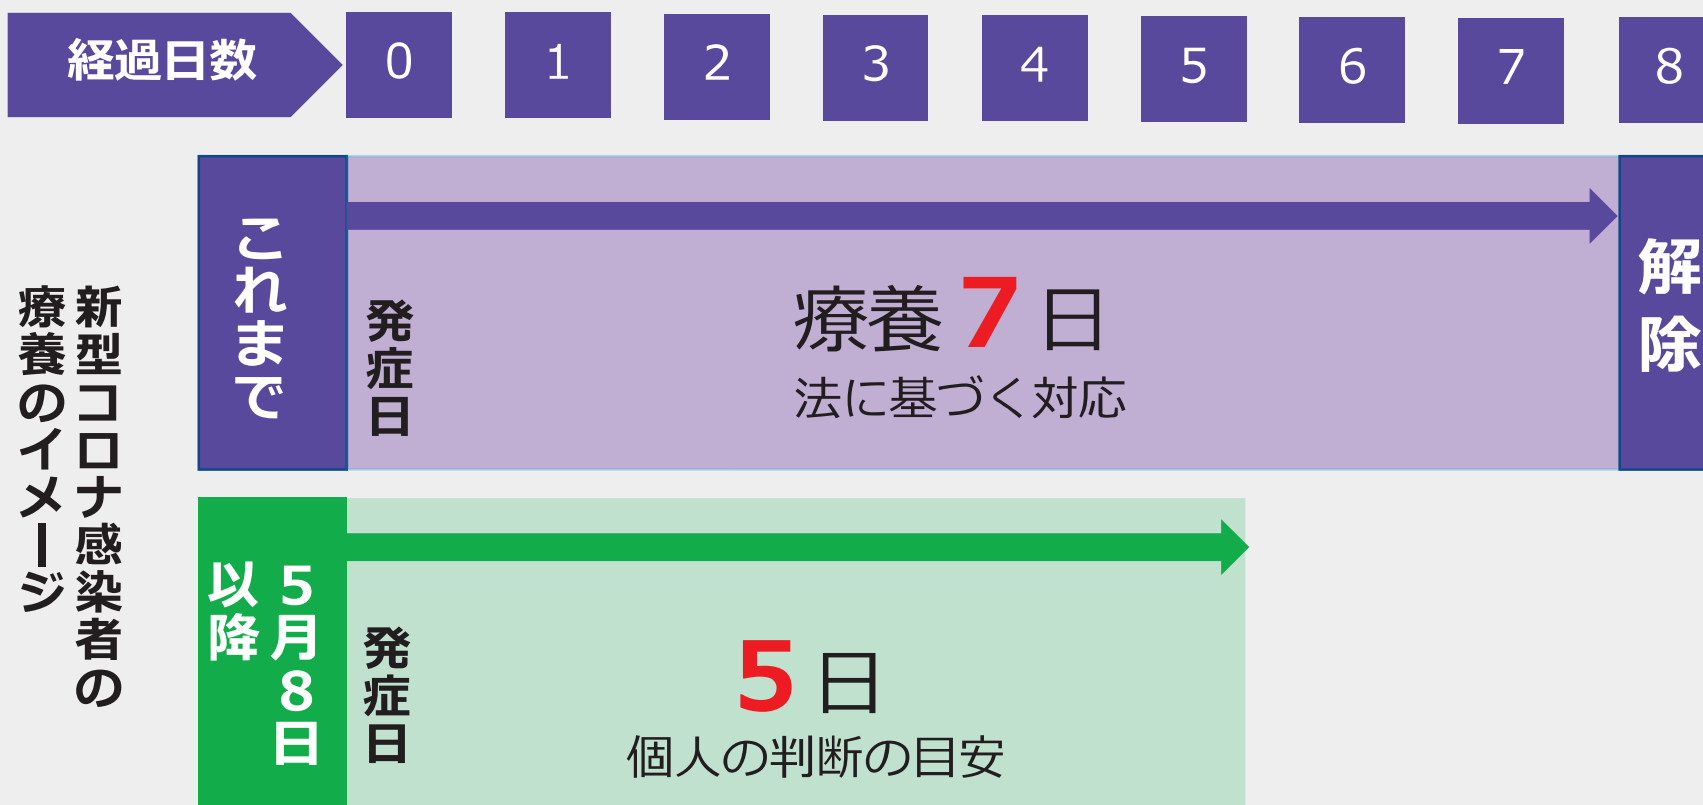 経過日数
0 1 2 3 4 5 6 7 8
新型コロナ感染者の
療養のイメージ
これまで
発症日
療養7日
法に基づく対応
解除
5月8日
以降
発症日
5日
個人の判断の目安